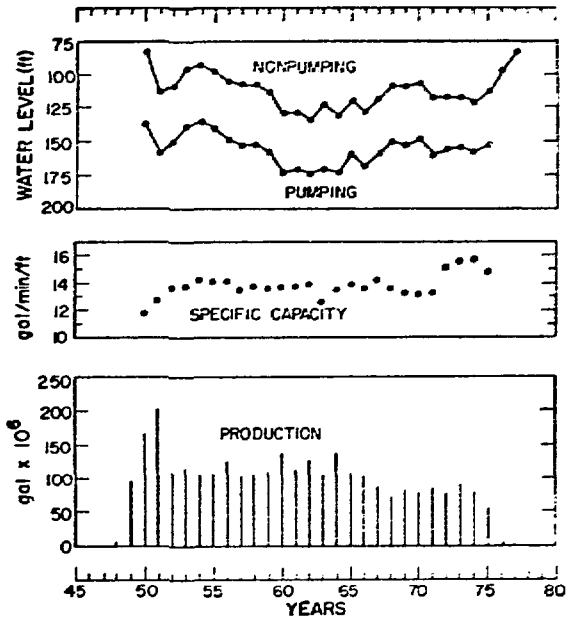 75
100
125
150
175
200
WATER LEVEL (ft)
NONPUMPING
PUMPING
16
14
12
10
gal/min/ft
SPECIFIC CAPACITY
250
200
150
100
50
0
gal x 10⁶
PRODUCTION
45 50 55 60 65 70 75 80
YEARS